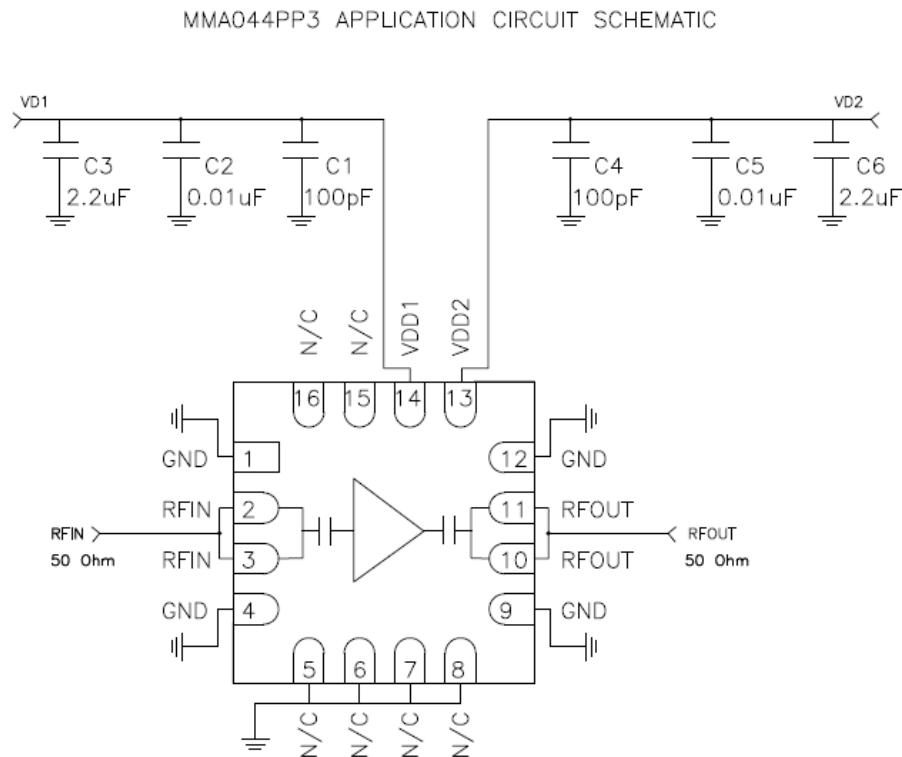 MMA044PP3 APPLICATION CIRCUIT SCHEMATIC
VD1
VD2
C3
2.2uF
C2
0.01uF
C1
100pF
C4
100pF
C5
0.01uF
C6
2.2uF
N/C
N/C
VDD1
VDD2
16
15
14
13
GND
1
12
GND
RFIN
2
11
RFOUT
RFIN
50 Ohm
RFOUT
50 Ohm
RFIN
3
10
RFOUT
GND
4
9
GND
5
6
7
8
N/C
N/C
N/C
N/C